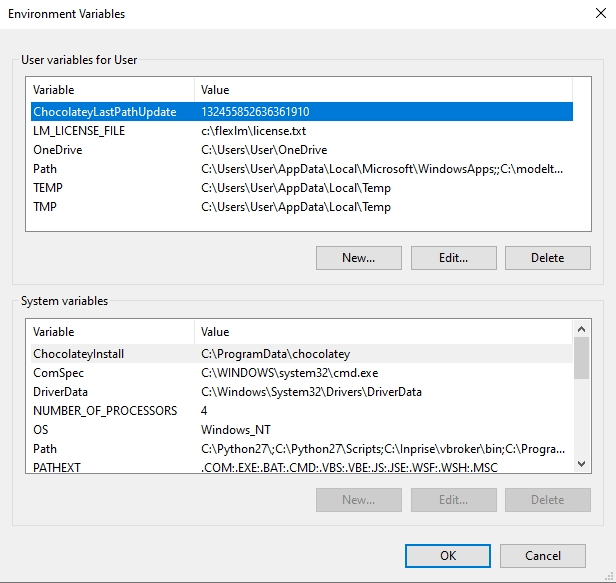 Environment Variables
User variables for User
Variable Value
ChocolateyLastPathUpdate 132455852636361910
LM_LICENSE_FILE c:\flexlm\license.txt
OneDrive C:\Users\User\OneDrive
Path C:\Users\User\AppData\Local\Microsoft\WindowsApps;;C:\modelt...
TEMP C:\Users\User\AppData\Local\Temp
TMP C:\Users\User\AppData\Local\Temp
New... Edit... Delete
System variables
Variable Value
ChocolateyInstall C:\ProgramData\chocolatey
ComSpec C:\WINDOWS\system32\cmd.exe
DriverData C:\Windows\System32\Drivers\DriverData
NUMBER_OF_PROCESSORS 4
OS Windows_NT
Path C:\Python27\;C:\Python27\Scripts;C:\Inprise\vbroker\bin;C:\Progra...
PATHEXT .COM;.EXE;.BAT;.CMD;.VBS;.VBE;.JS;.JSE;.WSF;.WSH;.MSC
New... Edit... Delete
OK Cancel